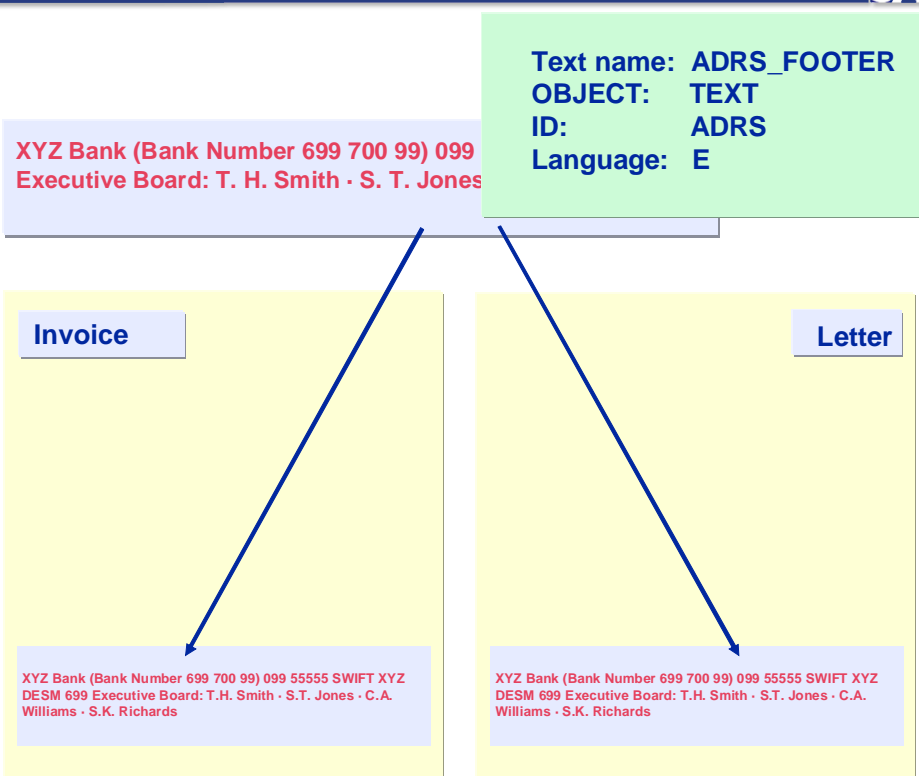 Text name: ADRS_FOOTER
OBJECT: TEXT
ID: ADRS
Language: E
XYZ Bank (Bank Number 699 700 99) 099
Executive Board: T. H. Smith · S. T. Jones
Invoice
Letter
XYZ Bank (Bank Number 699 700 99) 099 55555 SWIFT XYZ
DESM 699 Executive Board: T.H. Smith · S.T. Jones · C.A.
Williams · S.K. Richards
XYZ Bank (Bank Number 699 700 99) 099 55555 SWIFT XYZ
DESM 699 Executive Board: T.H. Smith · S.T. Jones · C.A.
Williams · S.K. Richards